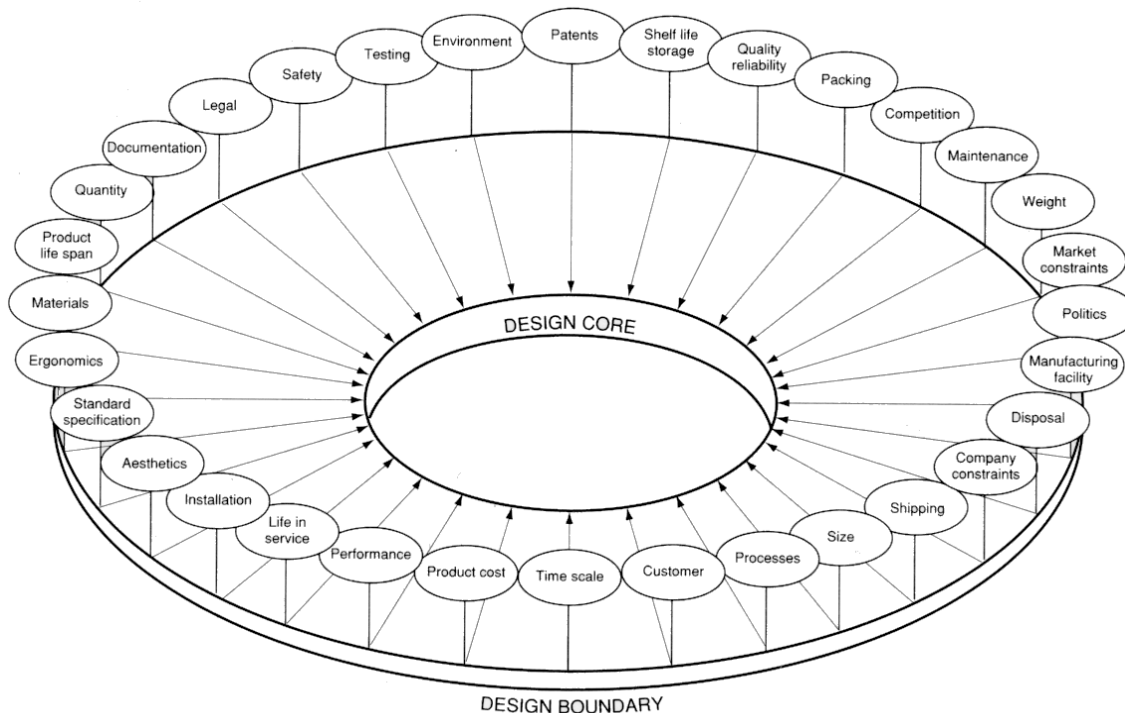 Patents
Shelf life
storage
Quality
reliability
Packing
Competition
Maintenance
Weight
Market
constraints
Politics
Manufacturing
facility
Disposal
Company
constraints
Shipping
Size
Processes
Customer
Time scale
Product cost
Performance
Life in
service
Installation
Aesthetics
Standard
specification
Ergonomics
Materials
Product
life span
Quantity
Documentation
Legal
Safety
Testing
Environment
DESIGN CORE
DESIGN BOUNDARY